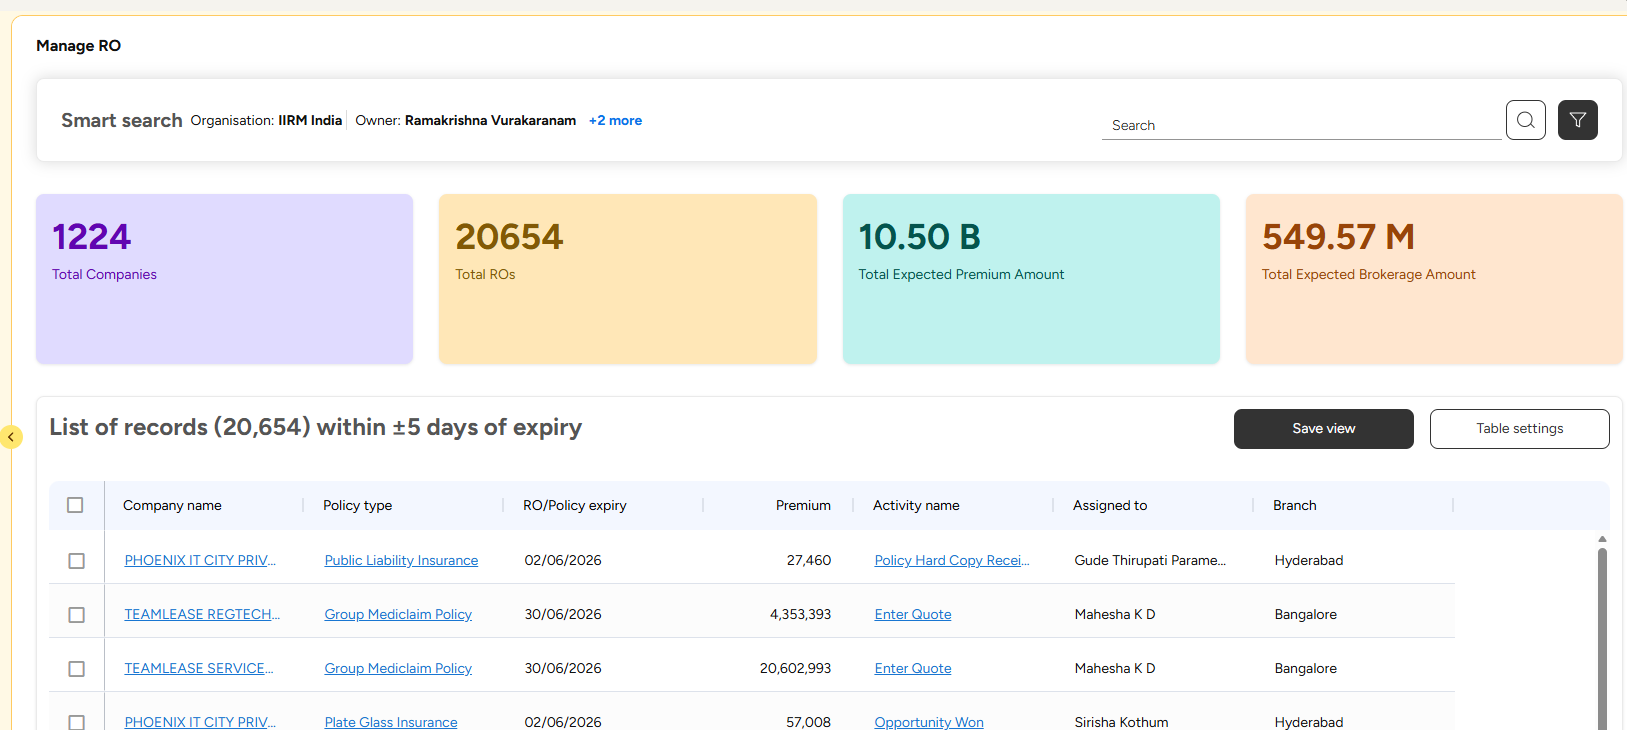 Manage RO
Smart search Organisation: IIRM India Owner: Ramakrishna Vurakaranam +2 more Search
1224 20654 10.50 B 549.57 M
Total Companies Total ROs Total Expected Premium Amount Total Expected Brokerage Amount
List of records (20,654) within ±5 days of expiry Save view Table settings
Company name Policy type RO/Policy expiry Premium Activity name Assigned to Branch
PHOENIX IT CITY PRIV... Public Liability Insurance 02/06/2026 27,460 Policy Hard Copy Recei... Gude Thirupati Parame... Hyderabad
TEAMLEASE REGTECH... Group Mediclaim Policy 30/06/2026 4,353,393 Enter Quote Mahesha K D Bangalore
TEAMLEASE SERVICE... Group Mediclaim Policy 30/06/2026 20,602,993 Enter Quote Mahesha K D Bangalore
PHOENIX IT CITY PRIV... Plate Glass Insurance 02/06/2026 57,008 Opportunity Won Sirisha Kothum Hyderabad